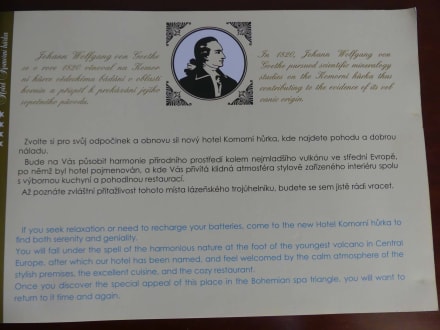 Hotel Komorní hůrka
Johann Wolfgang von Goethe
se v roce 1820 věnoval na Komor-
ní hůrce vědeckému bádání v oblasti
hornin a přispěl k prokázání jejího
sopečného původu.
In 1820, Johann Wolfgang von
Goethe pursued scientific mineralogy
studies on the Komorní hůrka thus
contributing to the evidence of its vol-
canic origin.
Zvolte si pro svůj odpočinek a obnovu sil nový hotel Komorní hůrka, kde najdete pohodu a dobrou
náladu.
Bude na Vás působit harmonie přírodního prostředí kolem nejmladšího vulkánu ve střední Evropě,
po němž byl hotel pojmenován, a kde Vás přivítá klidná atmosféra stylově zařízeného interiéru spolu
s výbornou kuchyní a pohodlnou restaurací.
Až poznáte zvláštní přitažlivost tohoto místa lázeňského trojúhelníku, budete se sem jistě rádi vracet.
If you seek relaxation or need to recharge your batteries, come to the new Hotel Komorní hůrka to
find both serenity and geniality.
You will fall under the spell of the harmonious nature at the foot of the youngest volcano in Central
Europe, after which our hotel has been named, and feel welcomed by the calm atmosphere of the
stylish premises, the excellent cuisine, and the cozy restaurant.
Once you discover the special appeal of this place in the Bohemian spa triangle, you will want to
return to it time and again.